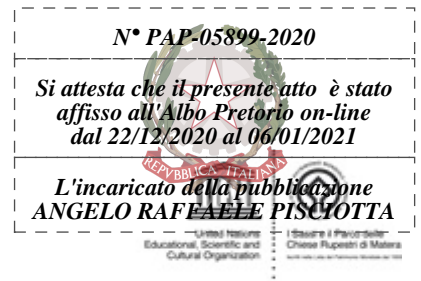 N° PAP-05899-2020
Si attesta che il presente atto è stato
affisso all'Albo Pretorio on-line
dal 22/12/2020 al 06/01/2021
REPVBBLICA ITALIANA
L'incaricato della pubblicazione
ANGELO RAFFAELE PISCIOTTA
United Nations
Educational, Scientific and
Cultural Organization
I Sassi e il Parco delle
Chiese Rupestri di Matera